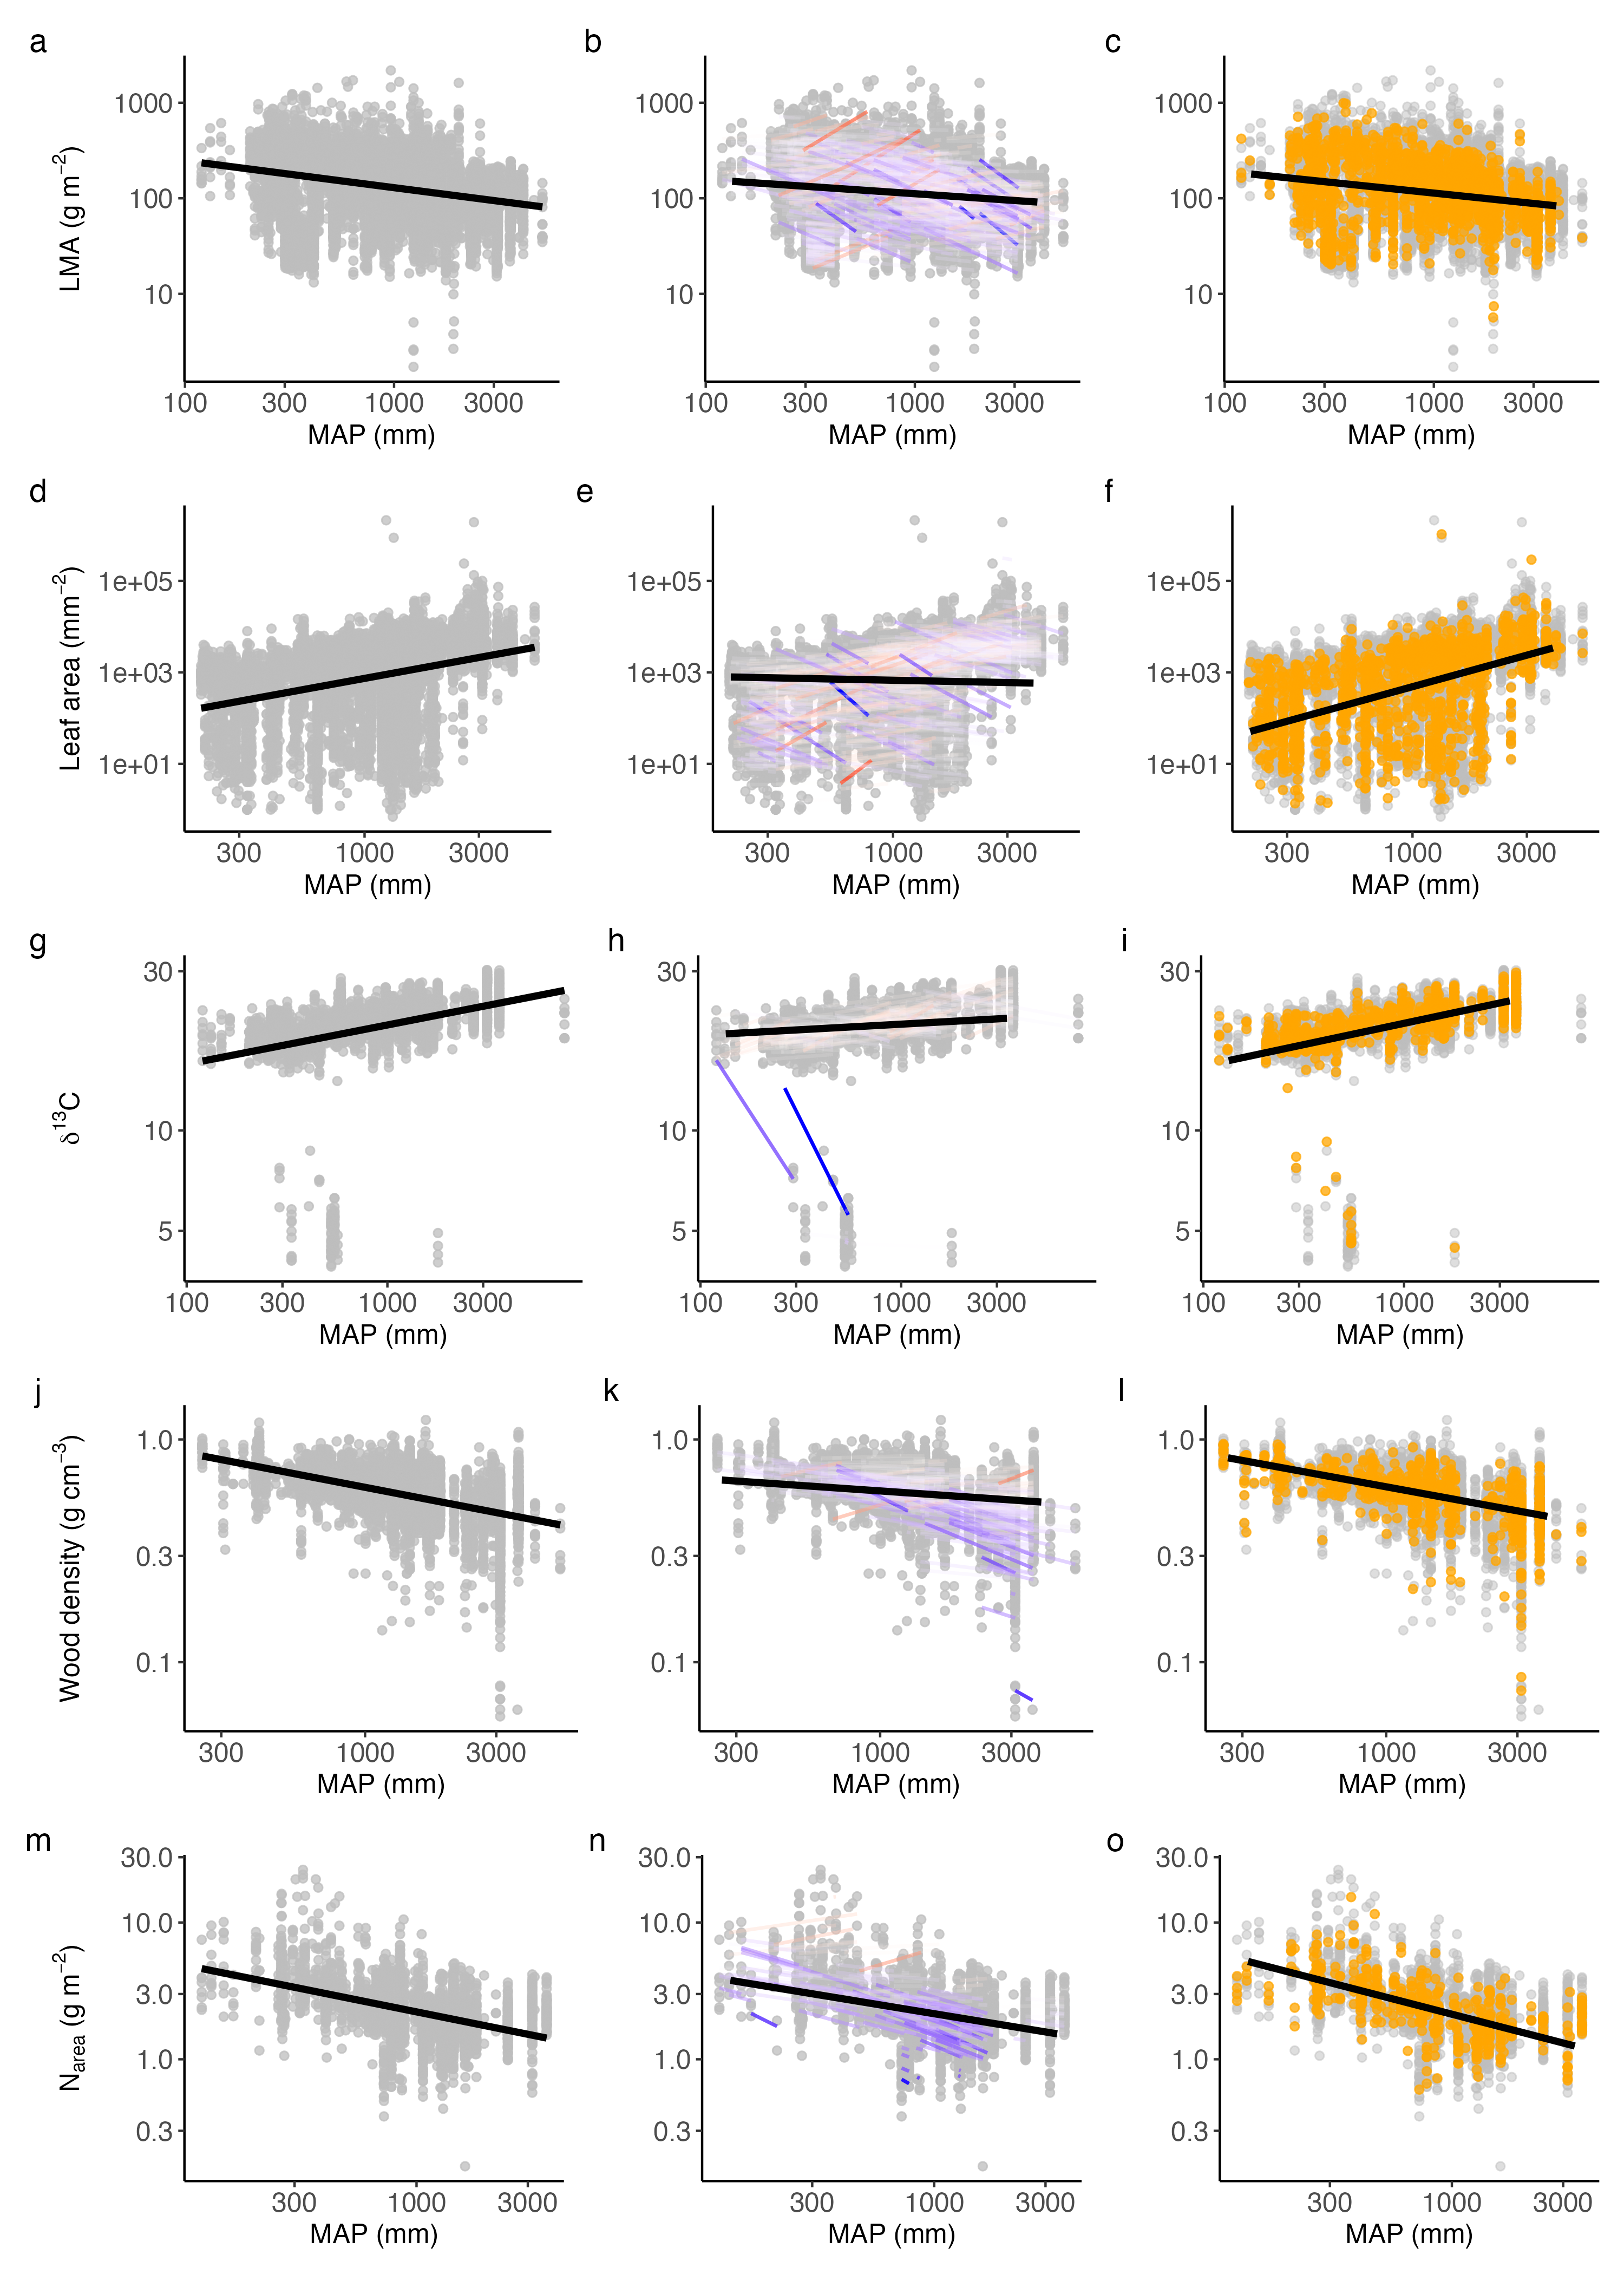 a b c
LMA (g m−2)
1000 1000 1000
100 100 100
10 10 10
100 300 1000 3000 100 300 1000 3000 100 300 1000 3000
MAP (mm) MAP (mm) MAP (mm)
d e f
Leaf area (mm−2)
1e+05 1e+05 1e+05
1e+03 1e+03 1e+03
1e+01 1e+01 1e+01
300 1000 3000 300 1000 3000 300 1000 3000
MAP (mm) MAP (mm) MAP (mm)
g h i
δ13C
30 30 30
10 10 10
5 5 5
100 300 1000 3000 100 300 1000 3000 100 300 1000 3000
MAP (mm) MAP (mm) MAP (mm)
j k l
Wood density (g cm−3)
1.0 1.0 1.0
0.3 0.3 0.3
0.1 0.1 0.1
300 1000 3000 300 1000 3000 300 1000 3000
MAP (mm) MAP (mm) MAP (mm)
m n o
Narea (g m−2)
30.0 30.0 30.0
10.0 10.0 10.0
3.0 3.0 3.0
1.0 1.0 1.0
0.3 0.3 0.3
300 1000 3000 300 1000 3000 300 1000 3000
MAP (mm) MAP (mm) MAP (mm)